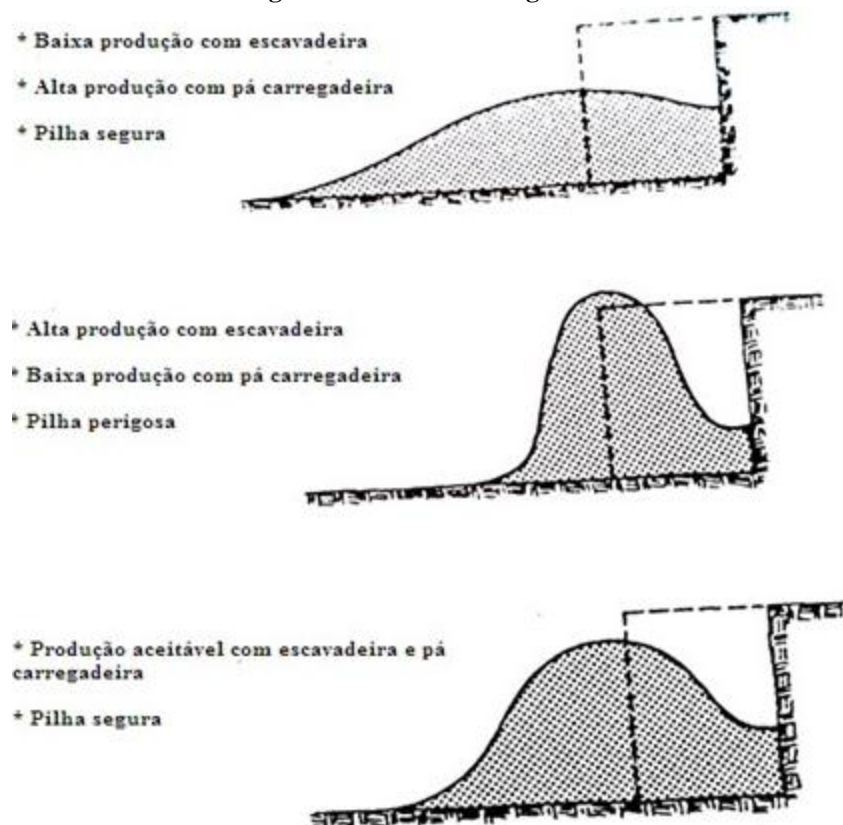 * Baixa produção com escavadeira
* Alta produção com pá carregadeira
* Pilha segura
* Alta produção com escavadeira
* Baixa produção com pá carregadeira
* Pilha perigosa
* Produção aceitável com escavadeira e pá
carregadeira
* Pilha segura